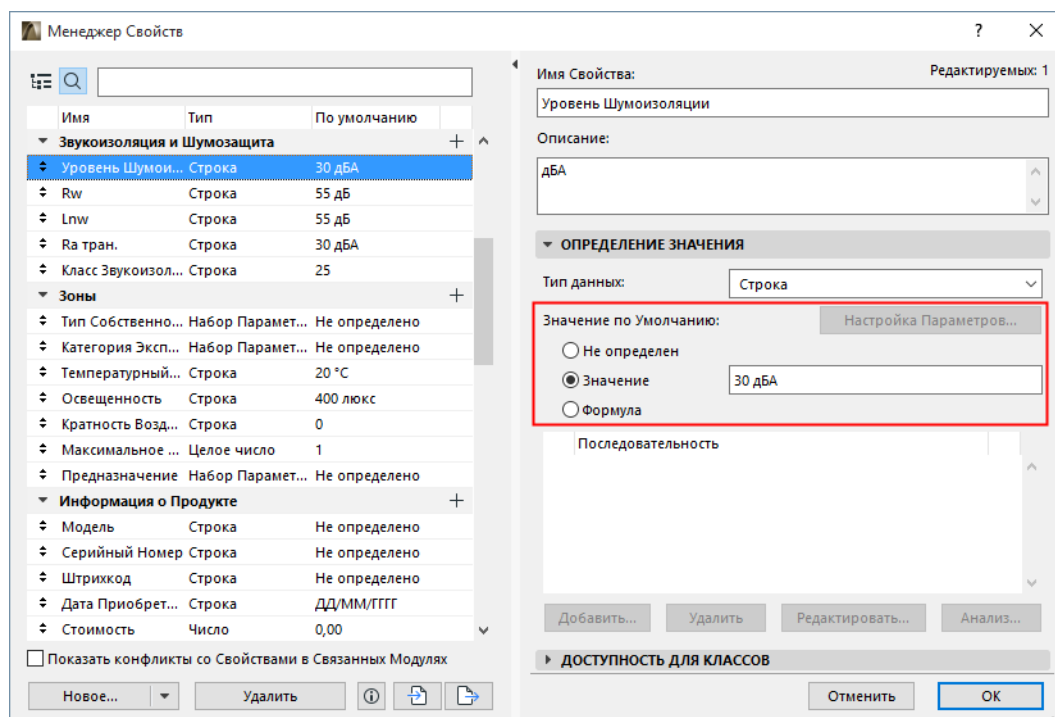 Менеджер Свойств
?
Имя Тип По умолчанию
Звукоизоляция и Шумозащита
Уровень Шумои... Строка 30 дБА
Rw Строка 55 дБ
Lnw Строка 55 дБ
Ra тран. Строка 30 дБА
Класс Звукоизол... Строка 25
Зоны
Тип Собственно... Набор Парамет... Не определено
Категория Эксп... Набор Парамет... Не определено
Температурный... Строка 20 °C
Освещенность Строка 400 люкс
Кратность Возд... Строка 0
Максимальное ... Целое число 1
Предназначение Набор Парамет... Не определено
Информация о Продукте
Модель Строка Не определено
Серийный Номер Строка Не определено
Штрихкод Строка Не определено
Дата Приобрет... Строка ДД/ММ/ГГГГ
Стоимость Число 0,00
Показать конфликты со Свойствами в Связанных Модулях
Новое... Удалить
Имя Свойства: Редактируемых: 1
Уровень Шумоизоляции
Описание:
дБА
ОПРЕДЕЛЕНИЕ ЗНАЧЕНИЯ
Тип данных: Строка
Значение по Умолчанию: Настройка Параметров...
Не определен
Значение 30 дБА
Формула
Последовательность
Добавить... Удалить Редактировать... Анализ...
ДОСТУПНОСТЬ ДЛЯ КЛАССОВ
Отменить OK